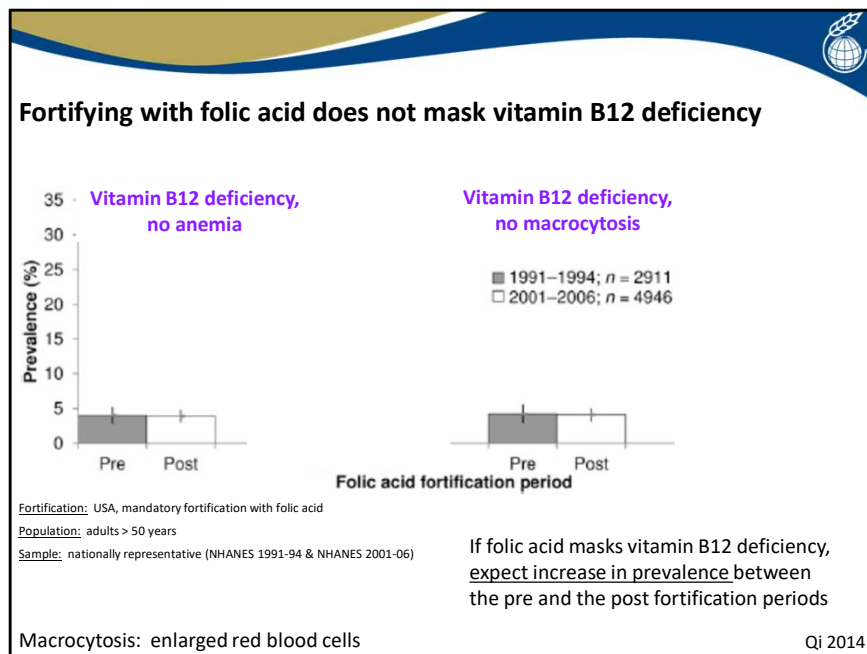 Fortifying with folic acid does not mask vitamin B12 deficiency
Vitamin B12 deficiency,
no anemia
Vitamin B12 deficiency,
no macrocytosis
Prevalence (%)
35
30
25
20
15
10
5
0
1991–1994; n = 2911
2001–2006; n = 4946
Pre
Post
Pre
Post
Folic acid fortification period
Fortification: USA, mandatory fortification with folic acid
Population: adults > 50 years
Sample: nationally representative (NHANES 1991-94 & NHANES 2001-06)
If folic acid masks vitamin B12 deficiency,
expect increase in prevalence between
the pre and the post fortification periods
Macrocytosis: enlarged red blood cells
Qi 2014